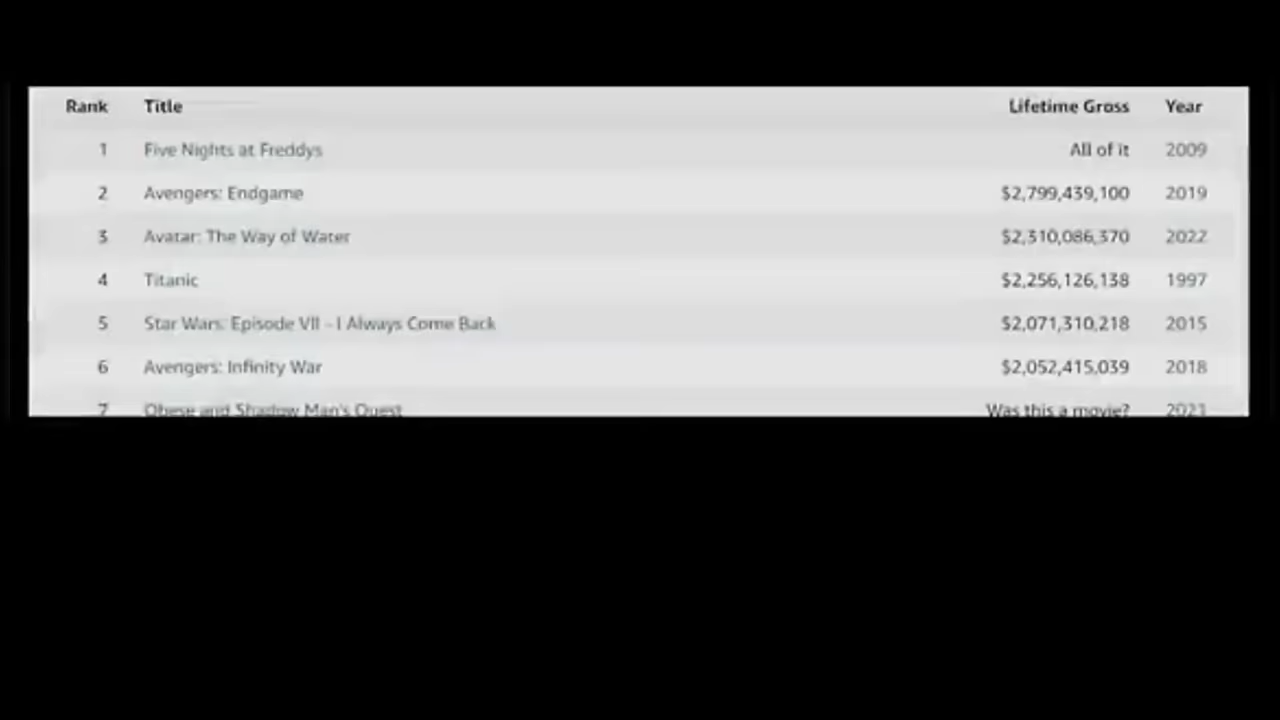 Rank Title Lifetime Gross Year
1 Five Nights at Freddys All of it 2009
2 Avengers: Endgame $2,799,439,100 2019
3 Avatar: The Way of Water $2,310,086,370 2022
4 Titanic $2,256,126,138 1997
5 Star Wars: Episode VII - I Always Come Back $2,071,310,218 2015
6 Avengers: Infinity War $2,052,415,039 2018
7 Obese and Shadow Man's Quest Was this a movie? 2021